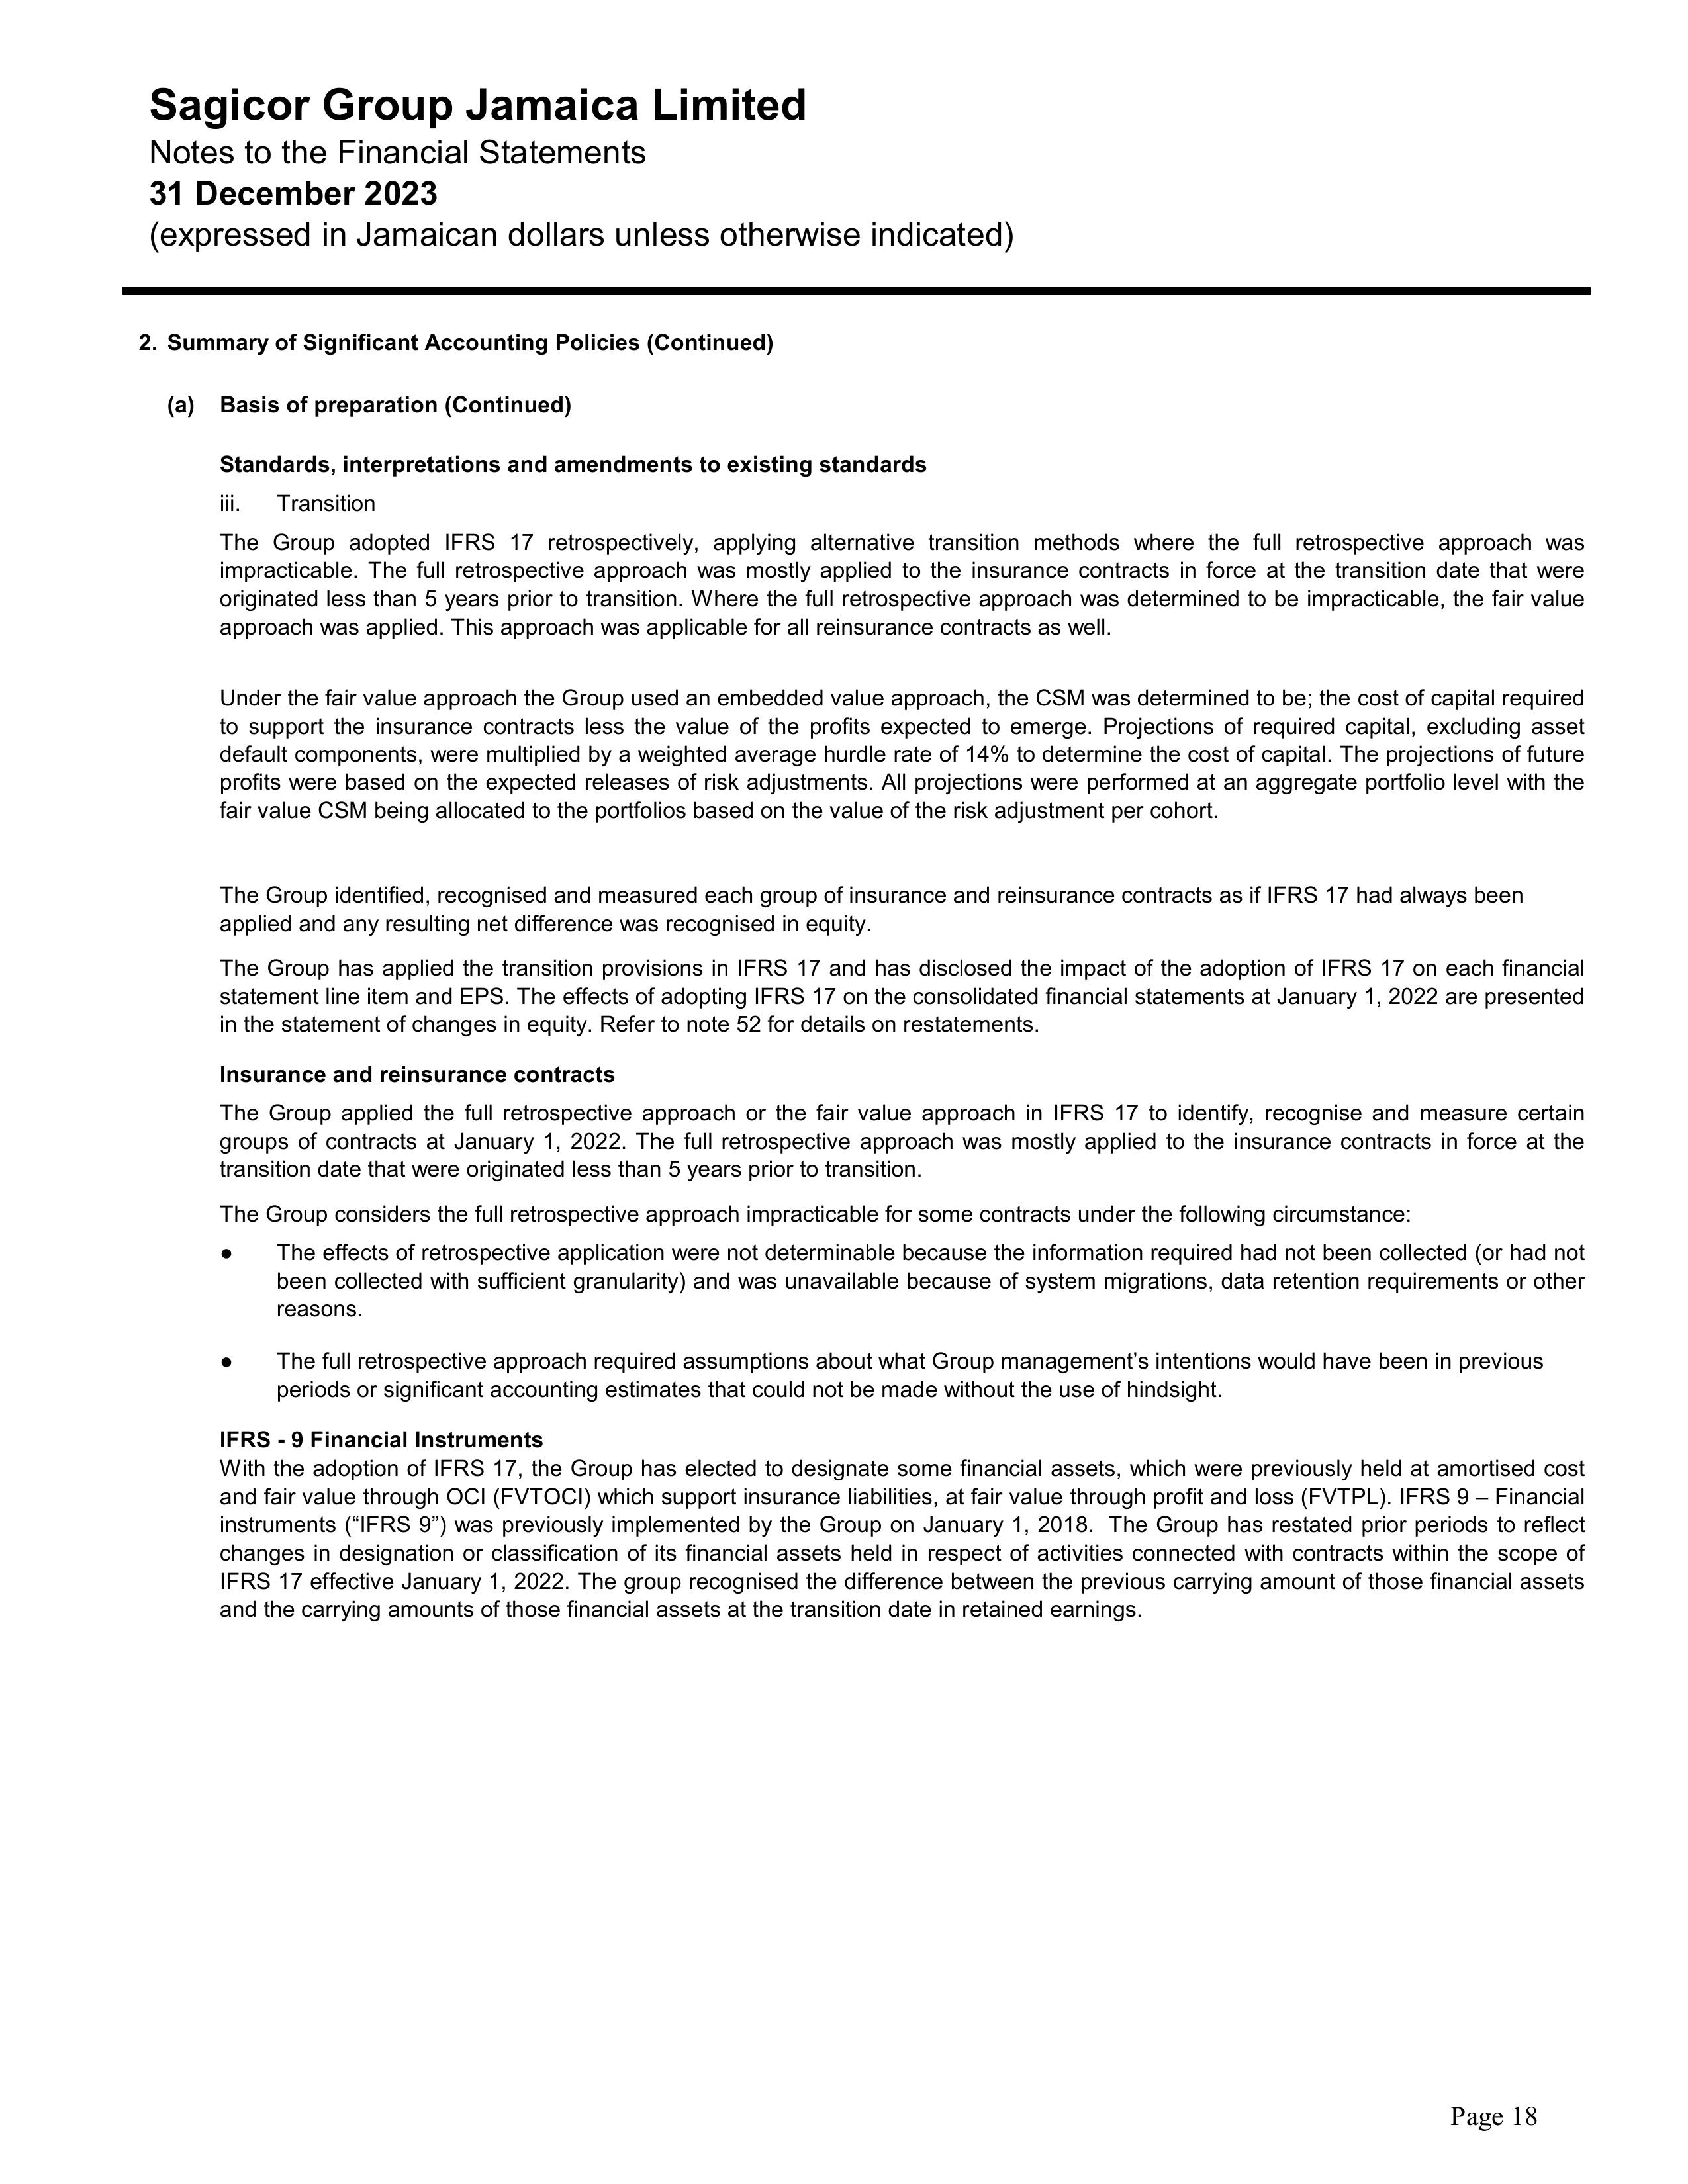 Sagicor Group Jamaica Limited
Notes to the Financial Statements
31 December 2023
(expressed in Jamaican dollars unless otherwise indicated)
2. Summary of Significant Accounting Policies (Continued)
(a) Basis of preparation (Continued)
Standards, interpretations and amendments to existing standards
iii. Transition
The Group adopted IFRS 17 retrospectively, applying alternative transition methods where the full retrospective approach was
impracticable. The full retrospective approach was mostly applied to the insurance contracts in force at the transition date that were
originated less than 5 years prior to transition. Where the full retrospective approach was determined to be impracticable, the fair value
approach was applied. This approach was applicable for all reinsurance contracts as well.
Under the fair value approach the Group used an embedded value approach, the CSM was determined to be; the cost of capital required
to support the insurance contracts less the value of the profits expected to emerge. Projections of required capital, excluding asset
default components, were multiplied by a weighted average hurdle rate of 14% to determine the cost of capital. The projections of future
profits were based on the expected releases of risk adjustments. All projections were performed at an aggregate portfolio level with the
fair value CSM being allocated to the portfolios based on the value of the risk adjustment per cohort.
The Group identified, recognised and measured each group of insurance and reinsurance contracts as if IFRS 17 had always been
applied and any resulting net difference was recognised in equity.
The Group has applied the transition provisions in IFRS 17 and has disclosed the impact of the adoption of IFRS 17 on each financial
statement line item and EPS. The effects of adopting IFRS 17 on the consolidated financial statements at January 1, 2022 are presented
in the statement of changes in equity. Refer to note 52 for details on restatements.
Insurance and reinsurance contracts
The Group applied the full retrospective approach or the fair value approach in IFRS 17 to identify, recognise and measure certain
groups of contracts at January 1, 2022. The full retrospective approach was mostly applied to the insurance contracts in force at the
transition date that were originated less than 5 years prior to transition.
The Group considers the full retrospective approach impracticable for some contracts under the following circumstance:
● The effects of retrospective application were not determinable because the information required had not been collected (or had not
been collected with sufficient granularity) and was unavailable because of system migrations, data retention requirements or other
reasons.
● The full retrospective approach required assumptions about what Group management’s intentions would have been in previous
periods or significant accounting estimates that could not be made without the use of hindsight.
IFRS - 9 Financial Instruments
With the adoption of IFRS 17, the Group has elected to designate some financial assets, which were previously held at amortised cost
and fair value through OCI (FVTOCI) which support insurance liabilities, at fair value through profit and loss (FVTPL). IFRS 9 – Financial
instruments (“IFRS 9”) was previously implemented by the Group on January 1, 2018. The Group has restated prior periods to reflect
changes in designation or classification of its financial assets held in respect of activities connected with contracts within the scope of
IFRS 17 effective January 1, 2022. The group recognised the difference between the previous carrying amount of those financial assets
and the carrying amounts of those financial assets at the transition date in retained earnings.
Page 18